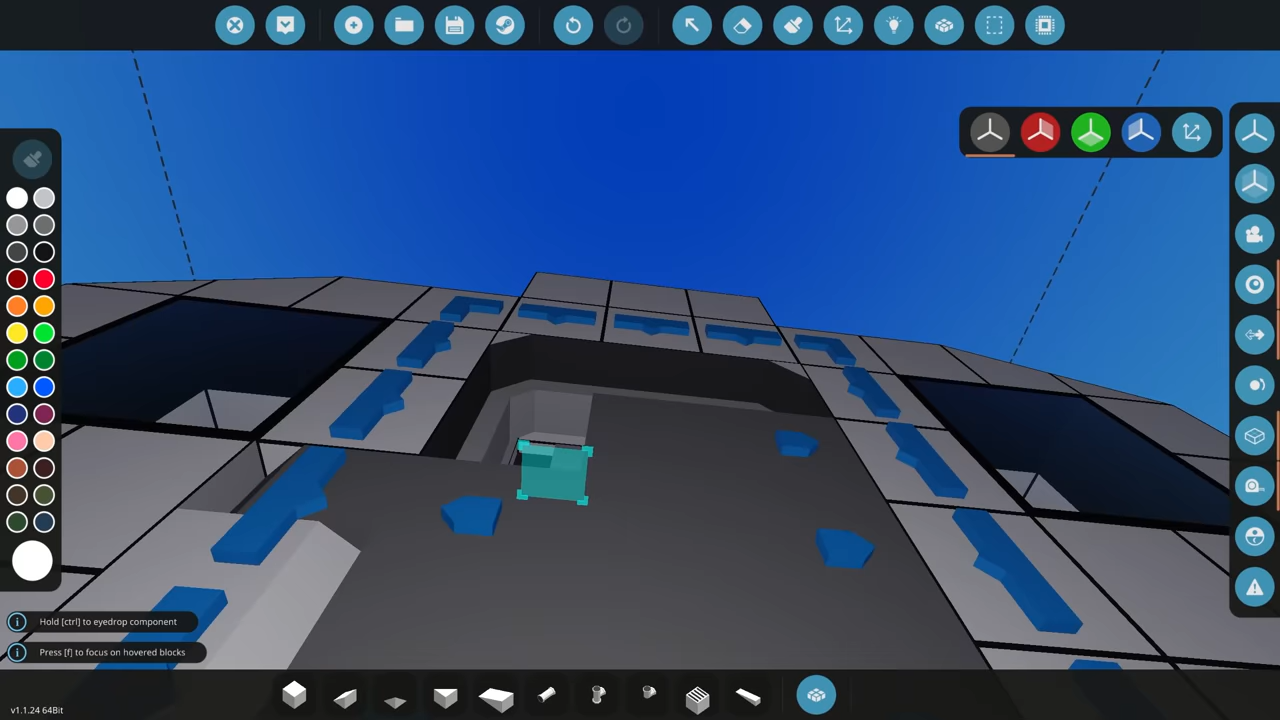 Hold [ctrl] to eyedrop component
Press [f] to focus on hovered blocks
v1.1.24 64Bit